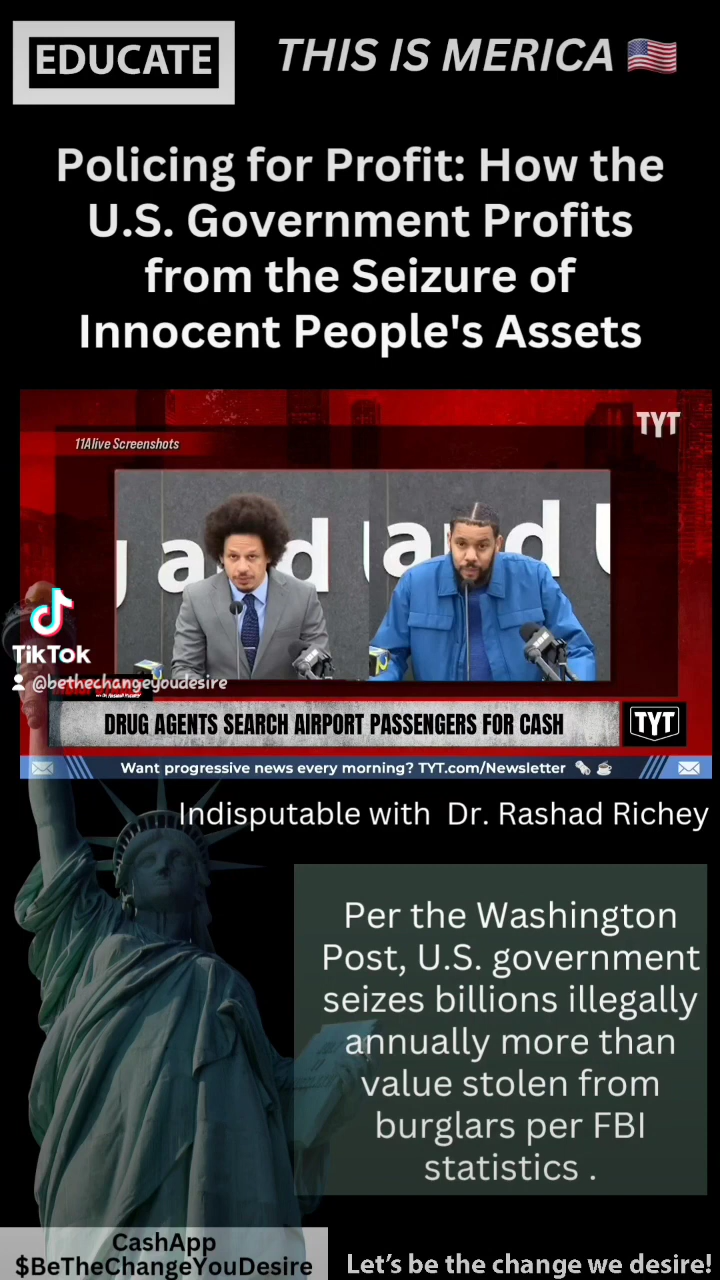 EDUCATE
THIS IS MERICA 🇺🇸
Policing for Profit: How the
U.S. Government Profits
from the Seizure of
Innocent People's Assets
TYT
11Alive Screenshots
g and U
and U
TikTok
@bethechangeyoudesire
DRUG AGENTS SEARCH AIRPORT PASSENGERS FOR CASH
TYT
Want progressive news every morning? TYT.com/Newsletter
Indisputable with Dr. Rashad Richey
Per the Washington
Post, U.S. government
seizes billions illegally
annually more than
value stolen from
burglars per FBI
statistics .
CashApp
$BeTheChangeYouDesire
Let's be the change we desire!